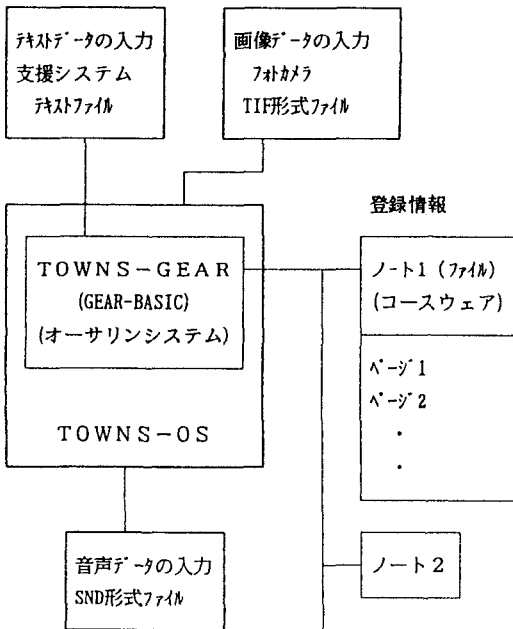 ﾃｷｽﾄﾃﾞｰﾀの入力
支援システム
ﾃｷｽﾄﾌｧｲﾙ
画像データの入力
ﾌｫﾄｶﾒﾗ
TIF形式ﾌｧｲﾙ
登録情報
TOWNS－GEAR
(GEAR-BASIC)
(オーサリンシステム)
TOWNS－OS
ノート1 (ﾌｧｲﾙ)
(コースウェア)
ﾍﾟｰｼﾞ1
ﾍﾟｰｼﾞ2
・
・
音声ﾃﾞｰﾀの入力
SND形式ﾌｧｲﾙ
ノート2